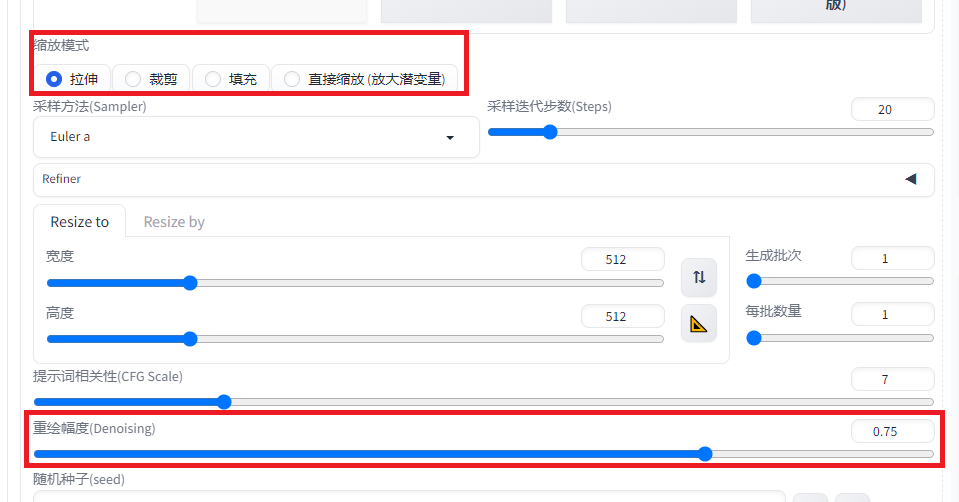 版)
缩放模式
拉伸 裁剪 填充 直接缩放 (放大潜变量)
采样方法(Sampler) 采样迭代步数(Steps) 20
Euler a
Refiner
Resize to Resize by
宽度 512 生成批次 1
高度 512 每批数量 1
提示词相关性(CFG Scale) 7
重绘幅度(Denoising) 0.75
随机种子(seed)